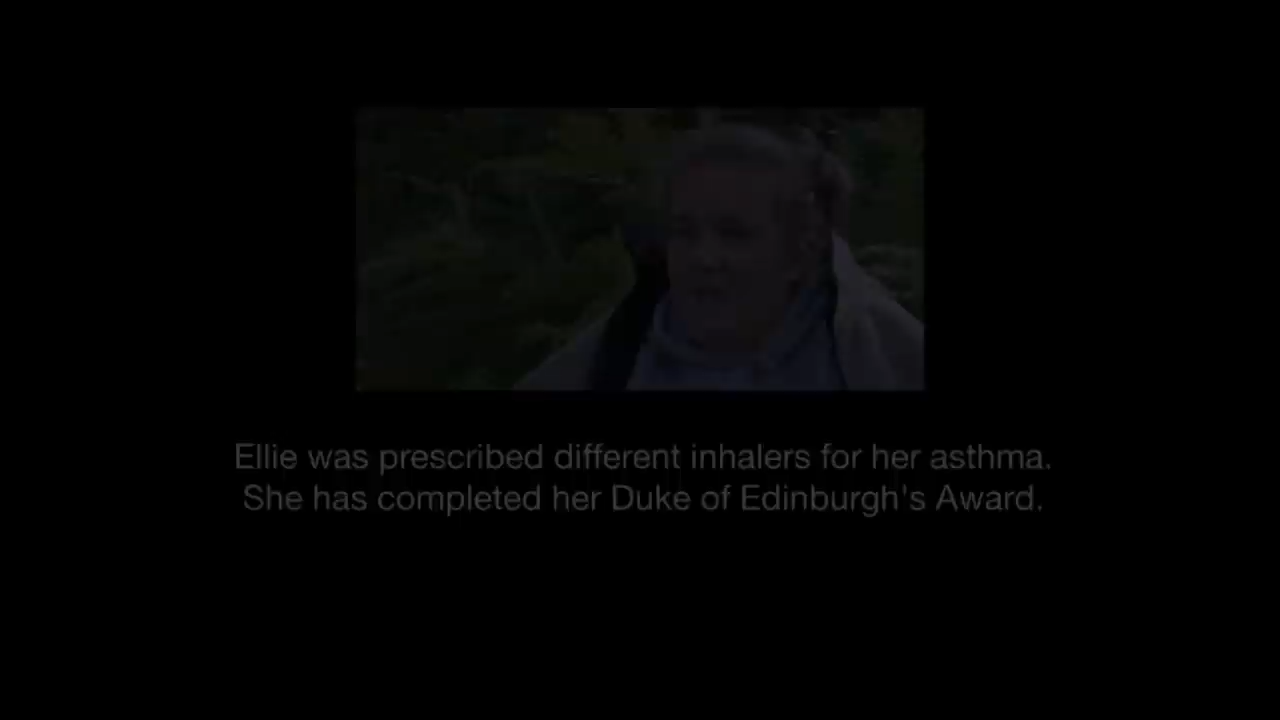 Ellie was prescribed different inhalers for her asthma.
She has completed her Duke of Edinburgh's Award.